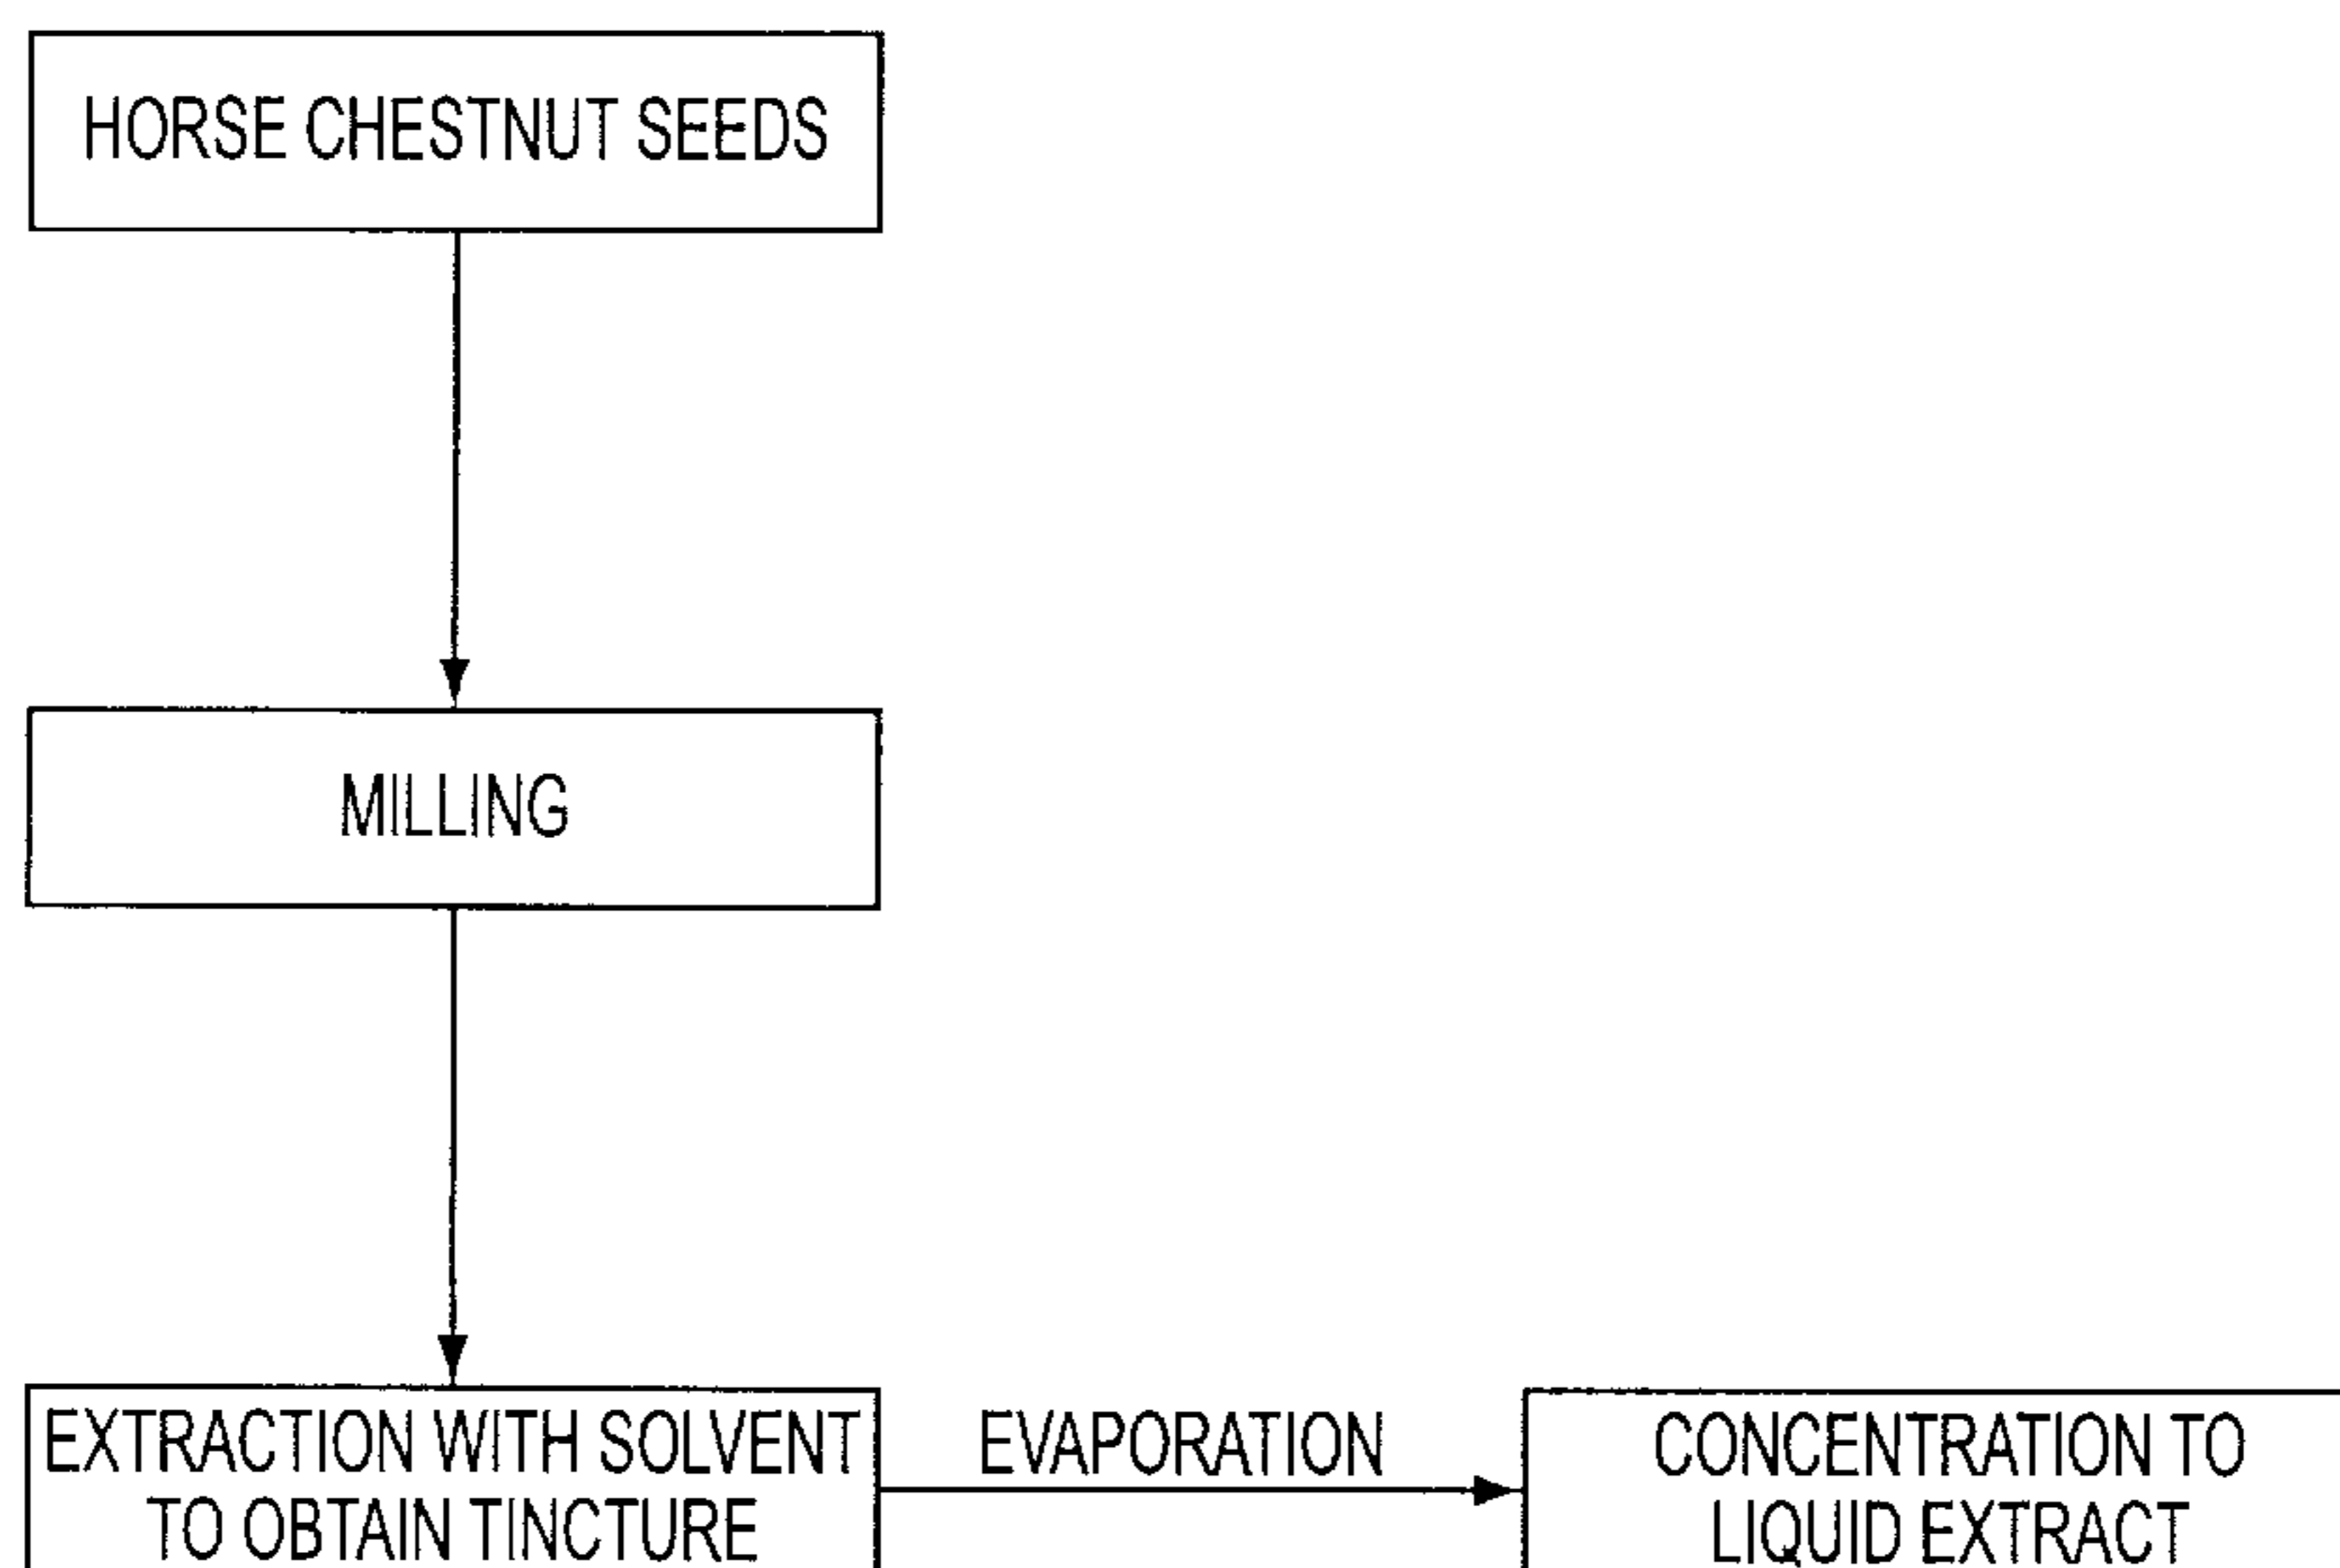 HORSE CHESTNUT SEEDS
MILLING
EXTRACTION WITH SOLVENT
TO OBTAIN TINCTURE
EVAPORATION
CONCENTRATION TO
LIQUID EXTRACT